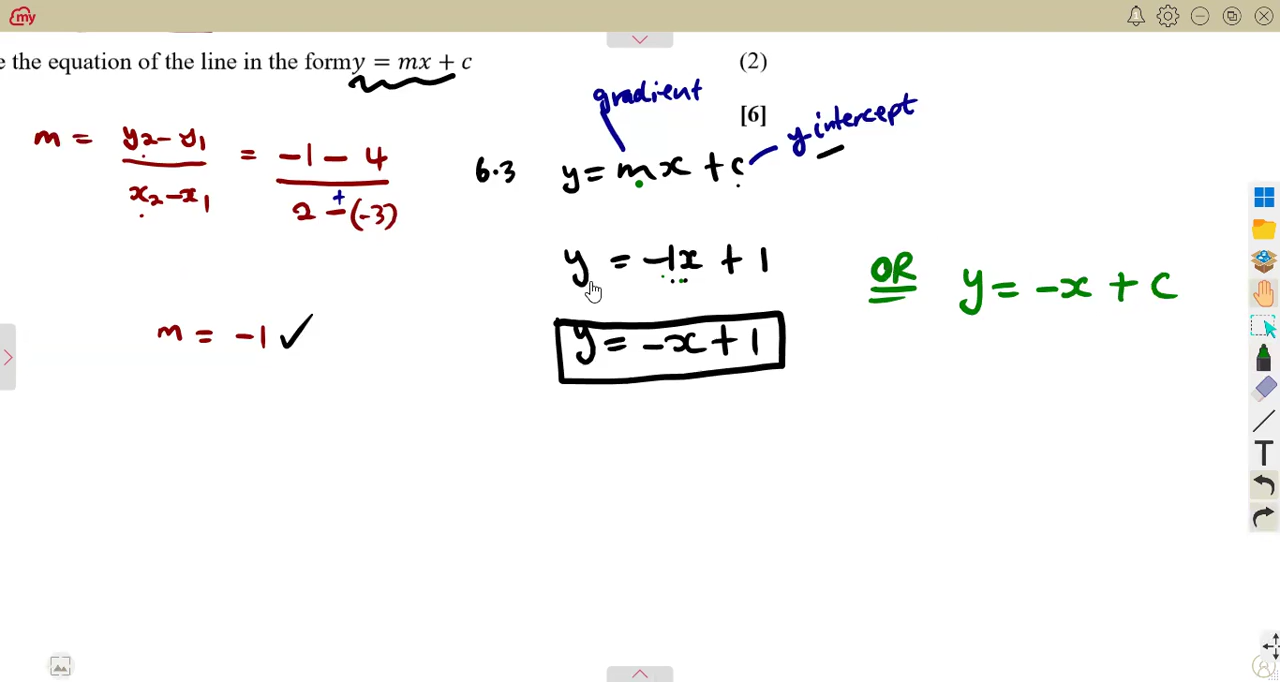 my
e the equation of the line in the formy = mx + c
(2)
[6]
gradient
y-intercept
m = y₂ - y₁ / x₂ - x₁ = -1 - 4 / 2 - (-3)
+
6.3 y = mx + c
y = -1x + 1
OR y = -x + c
m = -1 ✓
y = -x + 1
T